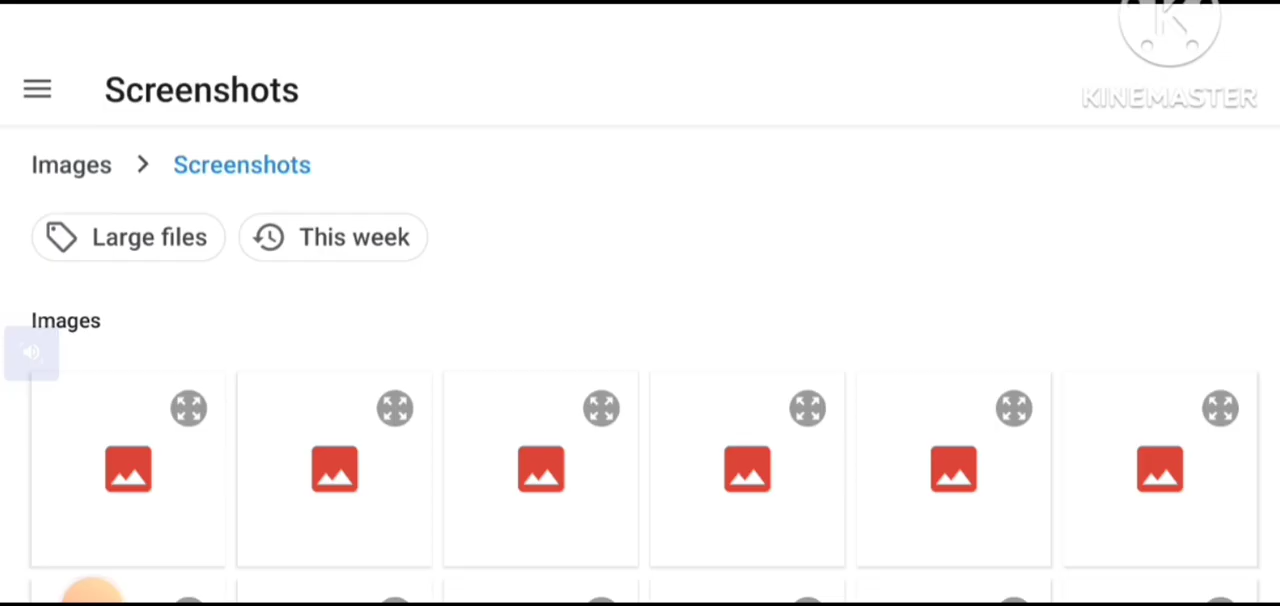 Screenshots
KINEMASTER
Images > Screenshots
Large files
This week
Images